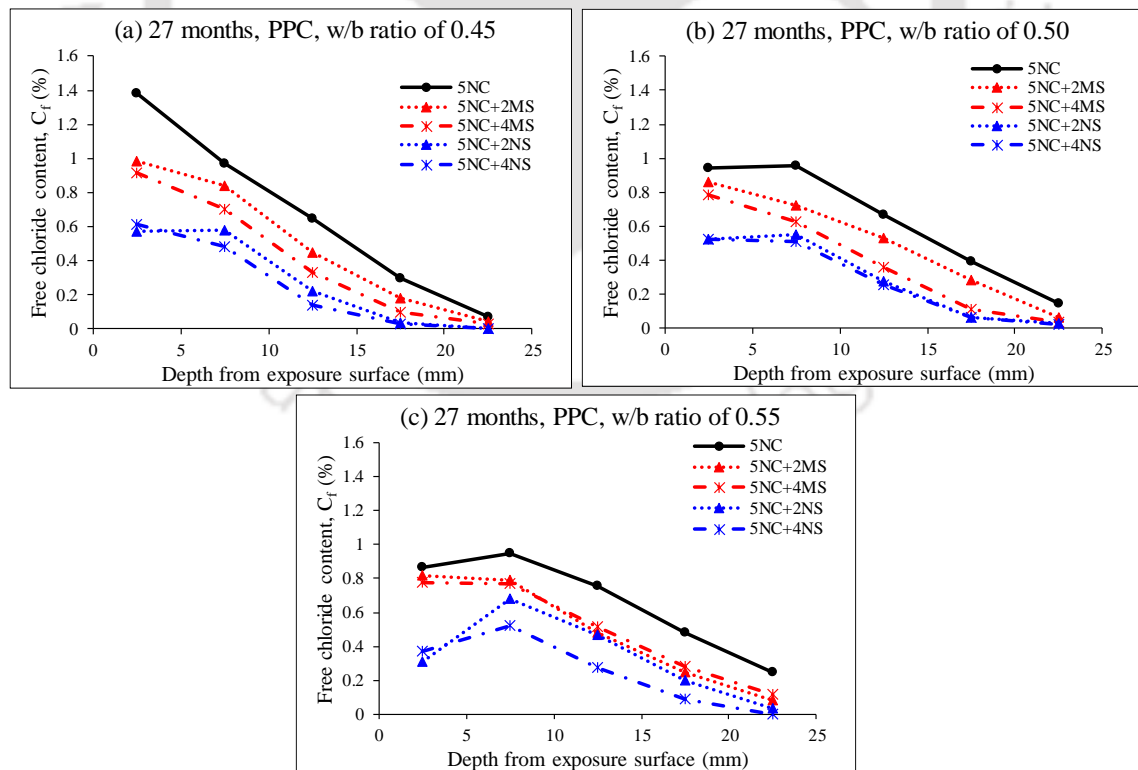 (a) 27 months, PPC, w/b ratio of 0.45
1.6
1.4
1.2
1
0.8
0.6
0.4
0.2
0
Free chloride content, C_f (%)
5NC
5NC+2MS
5NC+4MS
5NC+2NS
5NC+4NS
0 5 10 15 20 25
Depth from exposure surface (mm)
(b) 27 months, PPC, w/b ratio of 0.50
1.6
1.4
1.2
1
0.8
0.6
0.4
0.2
0
Free chloride content, C_f (%)
5NC
5NC+2MS
5NC+4MS
5NC+2NS
5NC+4NS
0 5 10 15 20 25
Depth from exposure surface (mm)
(c) 27 months, PPC, w/b ratio of 0.55
1.6
1.4
1.2
1
0.8
0.6
0.4
0.2
0
Free chloride content, C_f (%)
5NC
5NC+2MS
5NC+4MS
5NC+2NS
5NC+4NS
0 5 10 15 20 25
Depth from exposure surface (mm)